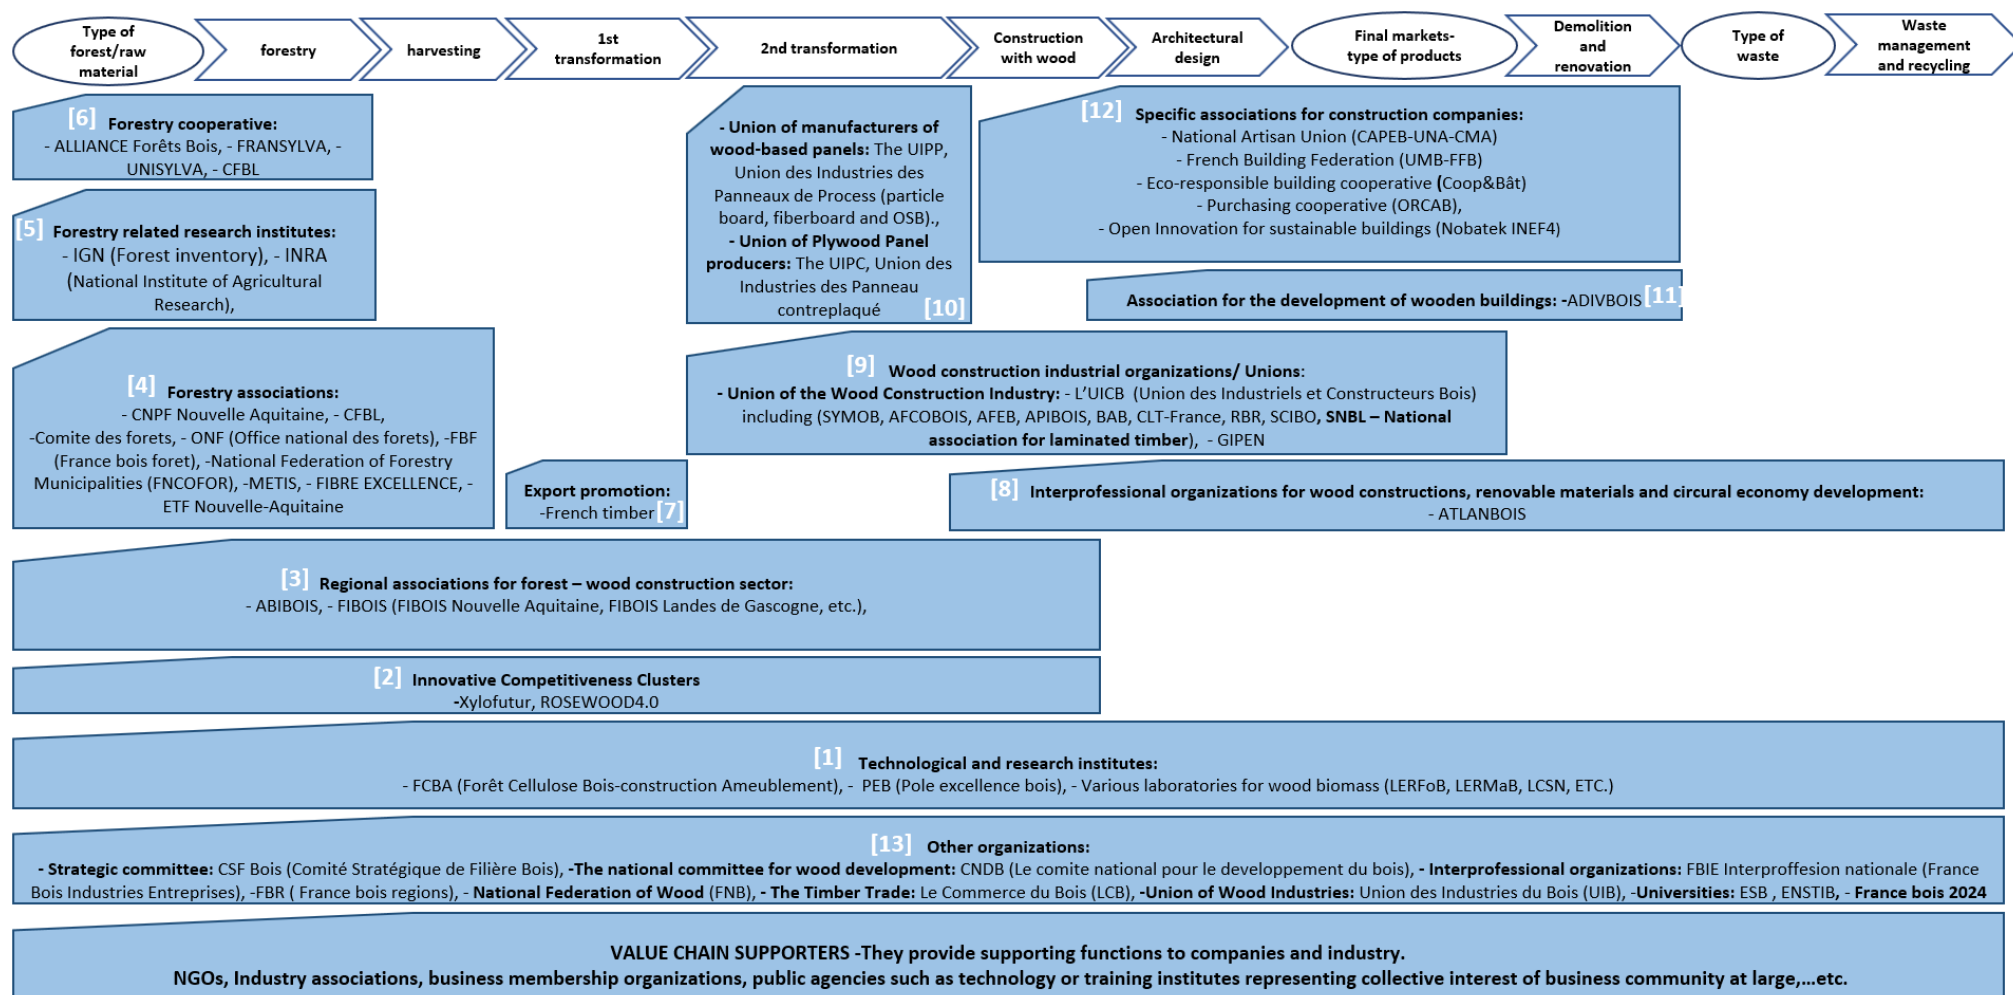 Type of
forest/raw
material
forestry
harvesting
1st
transformation
2nd transformation
Construction
with wood
Architectural
design
Final markets-
type of products
Demolition
and
renovation
Type of
waste
Waste
management
and recycling
[6] Forestry cooperative:
- ALLIANCE Forêts Bois, - FRANSYLVA, -
UNISYLVA, - CFBL
[5] Forestry related research institutes:
- IGN (Forest inventory), - INRA
(National Institute of Agricultural
Research),
[4] Forestry associations:
- CNPF Nouvelle Aquitaine, - CFBL,
-Comite des forets, - ONF (Office national des forets), -FBF
(France bois foret), -National Federation of Forestry
Municipalities (FNCOFOR), -METIS, - FIBRE EXCELLENCE, -
ETF Nouvelle-Aquitaine
Export promotion:
-French timber [7]
- Union of manufacturers of
wood-based panels: The UIPP,
Union des Industries des
Panneaux de Process (particle
board, fiberboard and OSB).,
- Union of Plywood Panel
producers: The UIPC, Union des
Industries des Panneau
contreplaqué [10]
[12] Specific associations for construction companies:
- National Artisan Union (CAPEB-UNA-CMA)
- French Building Federation (UMB-FFB)
- Eco-responsible building cooperative (Coop&Bât)
- Purchasing cooperative (ORCAB),
- Open Innovation for sustainable buildings (Nobatek INEF4)
Association for the development of wooden buildings: -ADIVBOIS [11]
[9] Wood construction industrial organizations/ Unions:
- Union of the Wood Construction Industry: - L’UICB (Union des Industriels et Constructeurs Bois)
including (SYMOB, AFCOBOIS, AFEB, APIBOIS, BAB, CLT-France, RBR, SCIBO, SNBL – National
association for laminated timber), - GIPEN
[8] Interprofessional organizations for wood constructions, renovable materials and circural economy development:
- ATLANBOIS
[3] Regional associations for forest – wood construction sector:
- ABIBOIS, - FIBOIS (FIBOIS Nouvelle Aquitaine, FIBOIS Landes de Gascogne, etc.),
[2] Innovative Competitiveness Clusters
-Xylofutur, ROSEWOOD4.0
[1] Technological and research institutes:
- FCBA (Forêt Cellulose Bois-construction Ameublement), - PEB (Pole excellence bois), - Various laboratories for wood biomass (LERFoB, LERMaB, LCSN, ETC.)
[13] Other organizations:
- Strategic committee: CSF Bois (Comité Stratégique de Filière Bois), -The national committee for wood development: CNDB (Le comite national pour le developpement du bois), - Interprofessional organizations: FBIE Interproffesion nationale (France
Bois Industries Entreprises), -FBR ( France bois regions), - National Federation of Wood (FNB), - The Timber Trade: Le Commerce du Bois (LCB), -Union of Wood Industries: Union des Industries du Bois (UIB), -Universities: ESB , ENSTIB, - France bois 2024
VALUE CHAIN SUPPORTERS -They provide supporting functions to companies and industry.
NGOs, Industry associations, business membership organizations, public agencies such as technology or training institutes representing collective interest of business community at large,...etc.